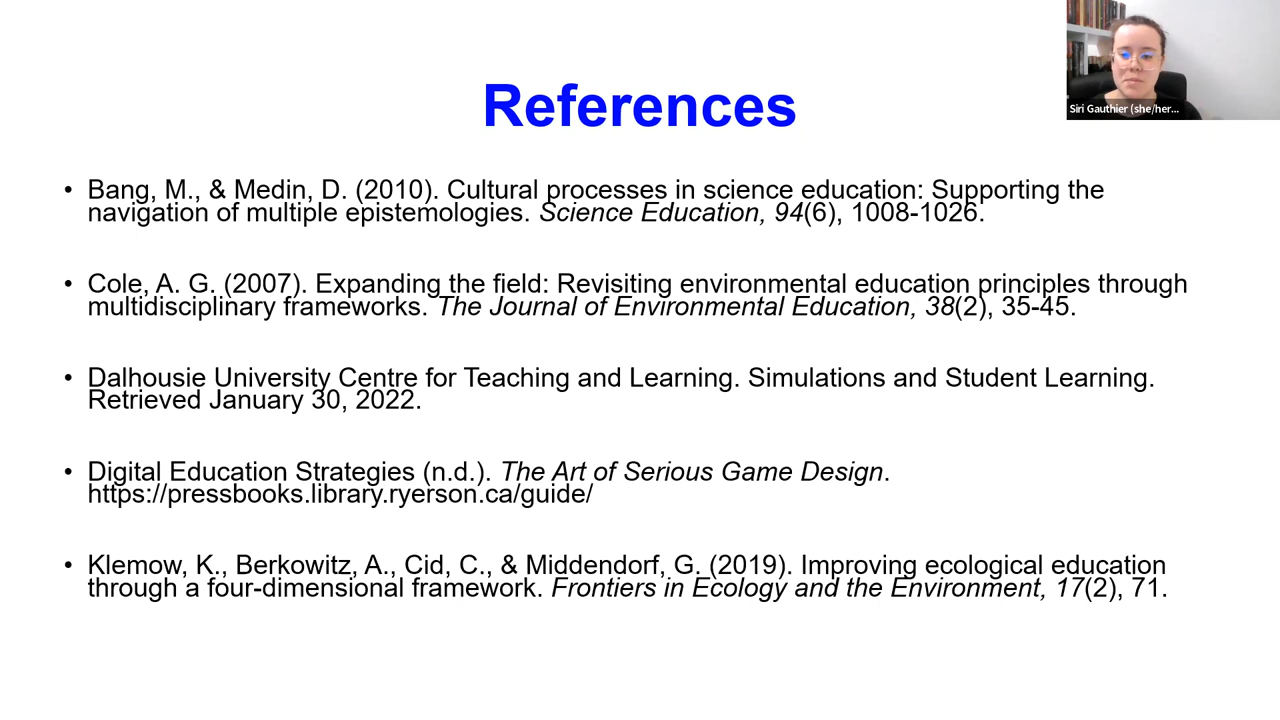 Siri Gauthier (she/her...
References
• Bang, M., & Medin, D. (2010). Cultural processes in science education: Supporting the
navigation of multiple epistemologies. Science Education, 94(6), 1008-1026.
• Cole, A. G. (2007). Expanding the field: Revisiting environmental education principles through
multidisciplinary frameworks. The Journal of Environmental Education, 38(2), 35-45.
• Dalhousie University Centre for Teaching and Learning. Simulations and Student Learning.
Retrieved January 30, 2022.
• Digital Education Strategies (n.d.). The Art of Serious Game Design.
https://pressbooks.library.ryerson.ca/guide/
• Klemow, K., Berkowitz, A., Cid, C., & Middendorf, G. (2019). Improving ecological education
through a four-dimensional framework. Frontiers in Ecology and the Environment, 17(2), 71.